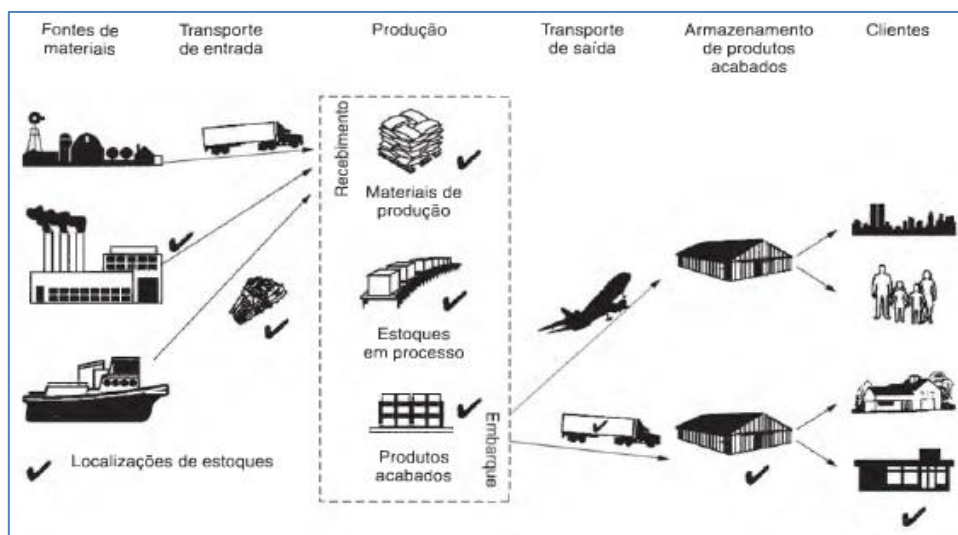 Fontes de
materiais
Transporte
de entrada
Produção
Transporte
de saída
Armazenamento
de produtos
acabados
Clientes
Recebimento
Materiais de
produção
Estoques
em processo
Produtos
acabados
Embarque
Localizações de estoques